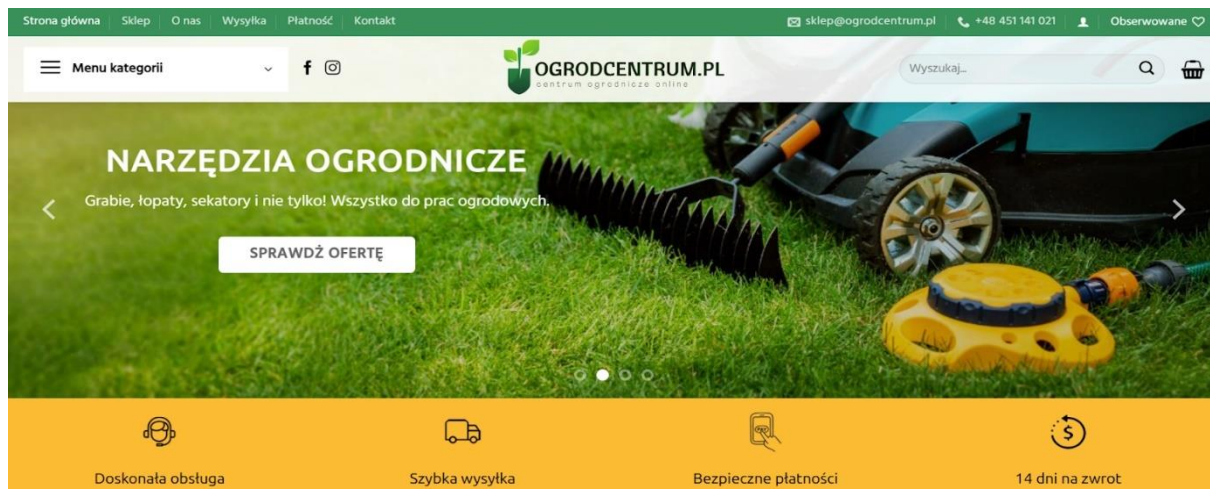 Strona główna Sklep O nas Wysyłka Płatność Kontakt sklep@ogrodcentrum.pl +48 451 141 021 Obserwowane
Menu kategorii
OGRODCENTRUM.PL
centrum ogrodnicze online
Wyszukaj...
NARZĘDZIA OGRODNICZE
Grabie, łopaty, sekatory i nie tylko! Wszystko do prac ogrodowych.
SPRAWDŹ OFERTĘ
Doskonała obsługa Szybka wysyłka Bezpieczne płatności 14 dni na zwrot